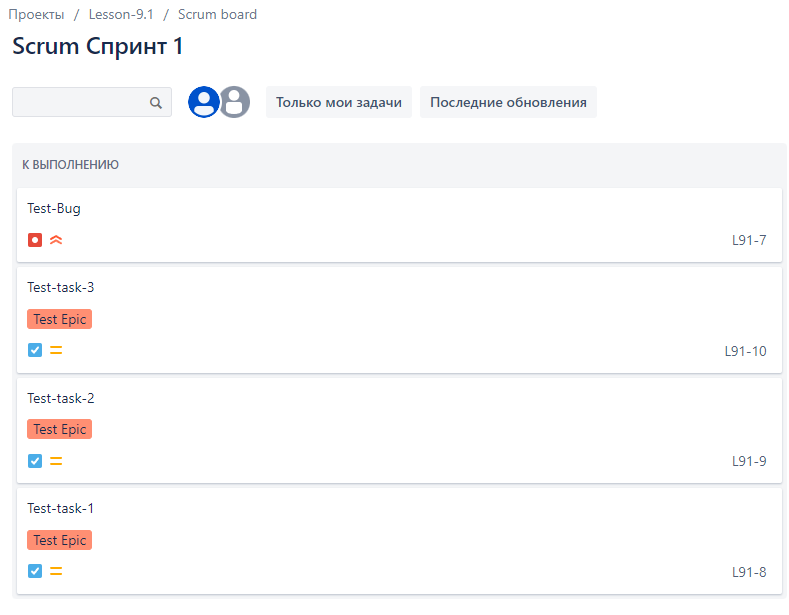 Проекты / Lesson-9.1 / Scrum board
Scrum Спринт 1
Только мои задачи Последние обновления
К ВЫПОЛНЕНИЮ
Test-Bug
L91-7
Test-task-3
Test Epic
L91-10
Test-task-2
Test Epic
L91-9
Test-task-1
Test Epic
L91-8